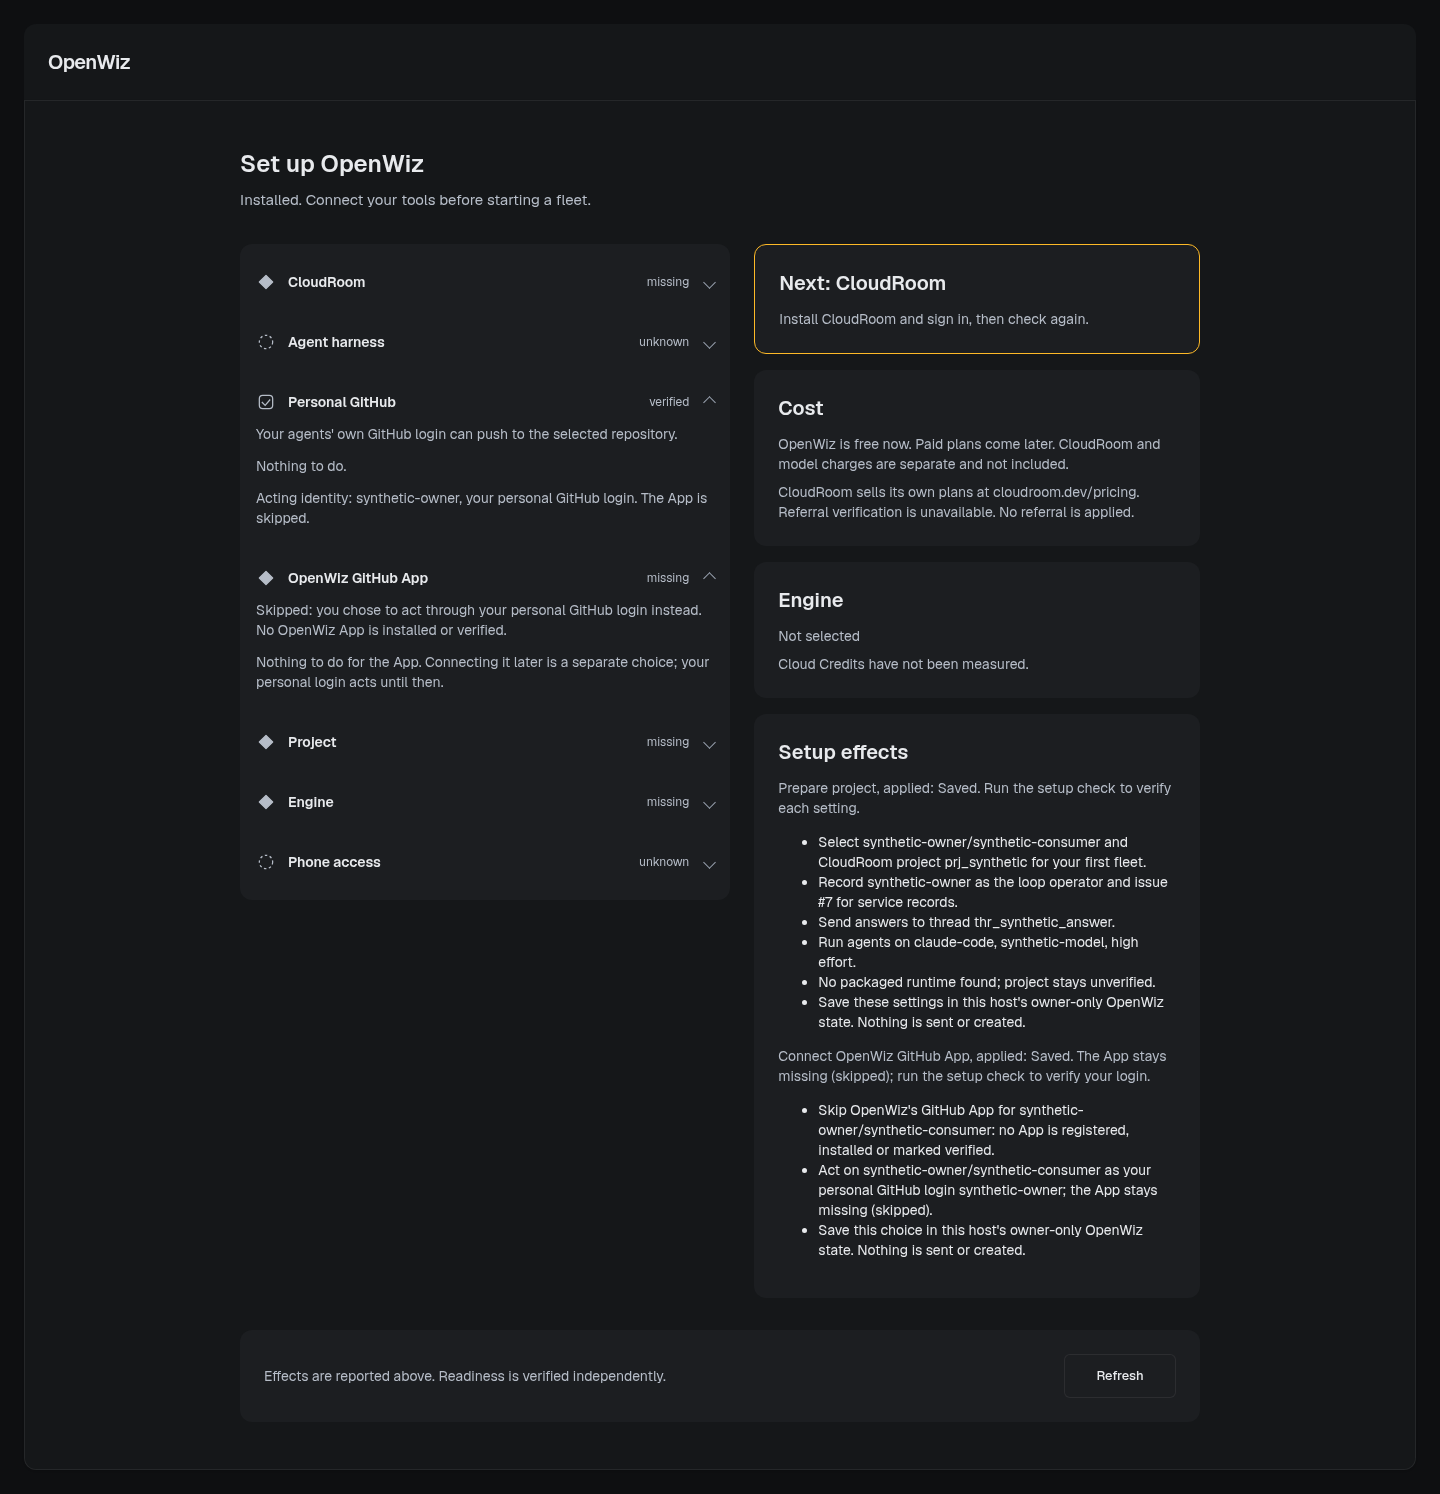 OpenWiz
Set up OpenWiz
Installed. Connect your tools before starting a fleet.
CloudRoom
missing
Agent harness
unknown
Personal GitHub
verified
Your agents' own GitHub login can push to the selected repository.
Nothing to do.
Acting identity: synthetic-owner, your personal GitHub login. The App is
skipped.
OpenWiz GitHub App
missing
Skipped: you chose to act through your personal GitHub login instead.
No OpenWiz App is installed or verified.
Nothing to do for the App. Connecting it later is a separate choice; your
personal login acts until then.
Project
missing
Engine
missing
Phone access
unknown
Next: CloudRoom
Install CloudRoom and sign in, then check again.
Cost
OpenWiz is free now. Paid plans come later. CloudRoom and
model charges are separate and not included.
CloudRoom sells its own plans at cloudroom.dev/pricing.
Referral verification is unavailable. No referral is applied.
Engine
Not selected
Cloud Credits have not been measured.
Setup effects
Prepare project, applied: Saved. Run the setup check to verify
each setting.
• Select synthetic-owner/synthetic-consumer and
CloudRoom project prj_synthetic for your first fleet.
• Record synthetic-owner as the loop operator and issue
#7 for service records.
• Send answers to thread thr_synthetic_answer.
• Run agents on claude-code, synthetic-model, high
effort.
• No packaged runtime found; project stays unverified.
• Save these settings in this host's owner-only OpenWiz
state. Nothing is sent or created.
Connect OpenWiz GitHub App, applied: Saved. The App stays
missing (skipped); run the setup check to verify your login.
• Skip OpenWiz's GitHub App for synthetic-
owner/synthetic-consumer: no App is registered,
installed or marked verified.
• Act on synthetic-owner/synthetic-consumer as your
personal GitHub login synthetic-owner; the App stays
missing (skipped).
• Save this choice in this host's owner-only OpenWiz
state. Nothing is sent or created.
Effects are reported above. Readiness is verified independently.
Refresh